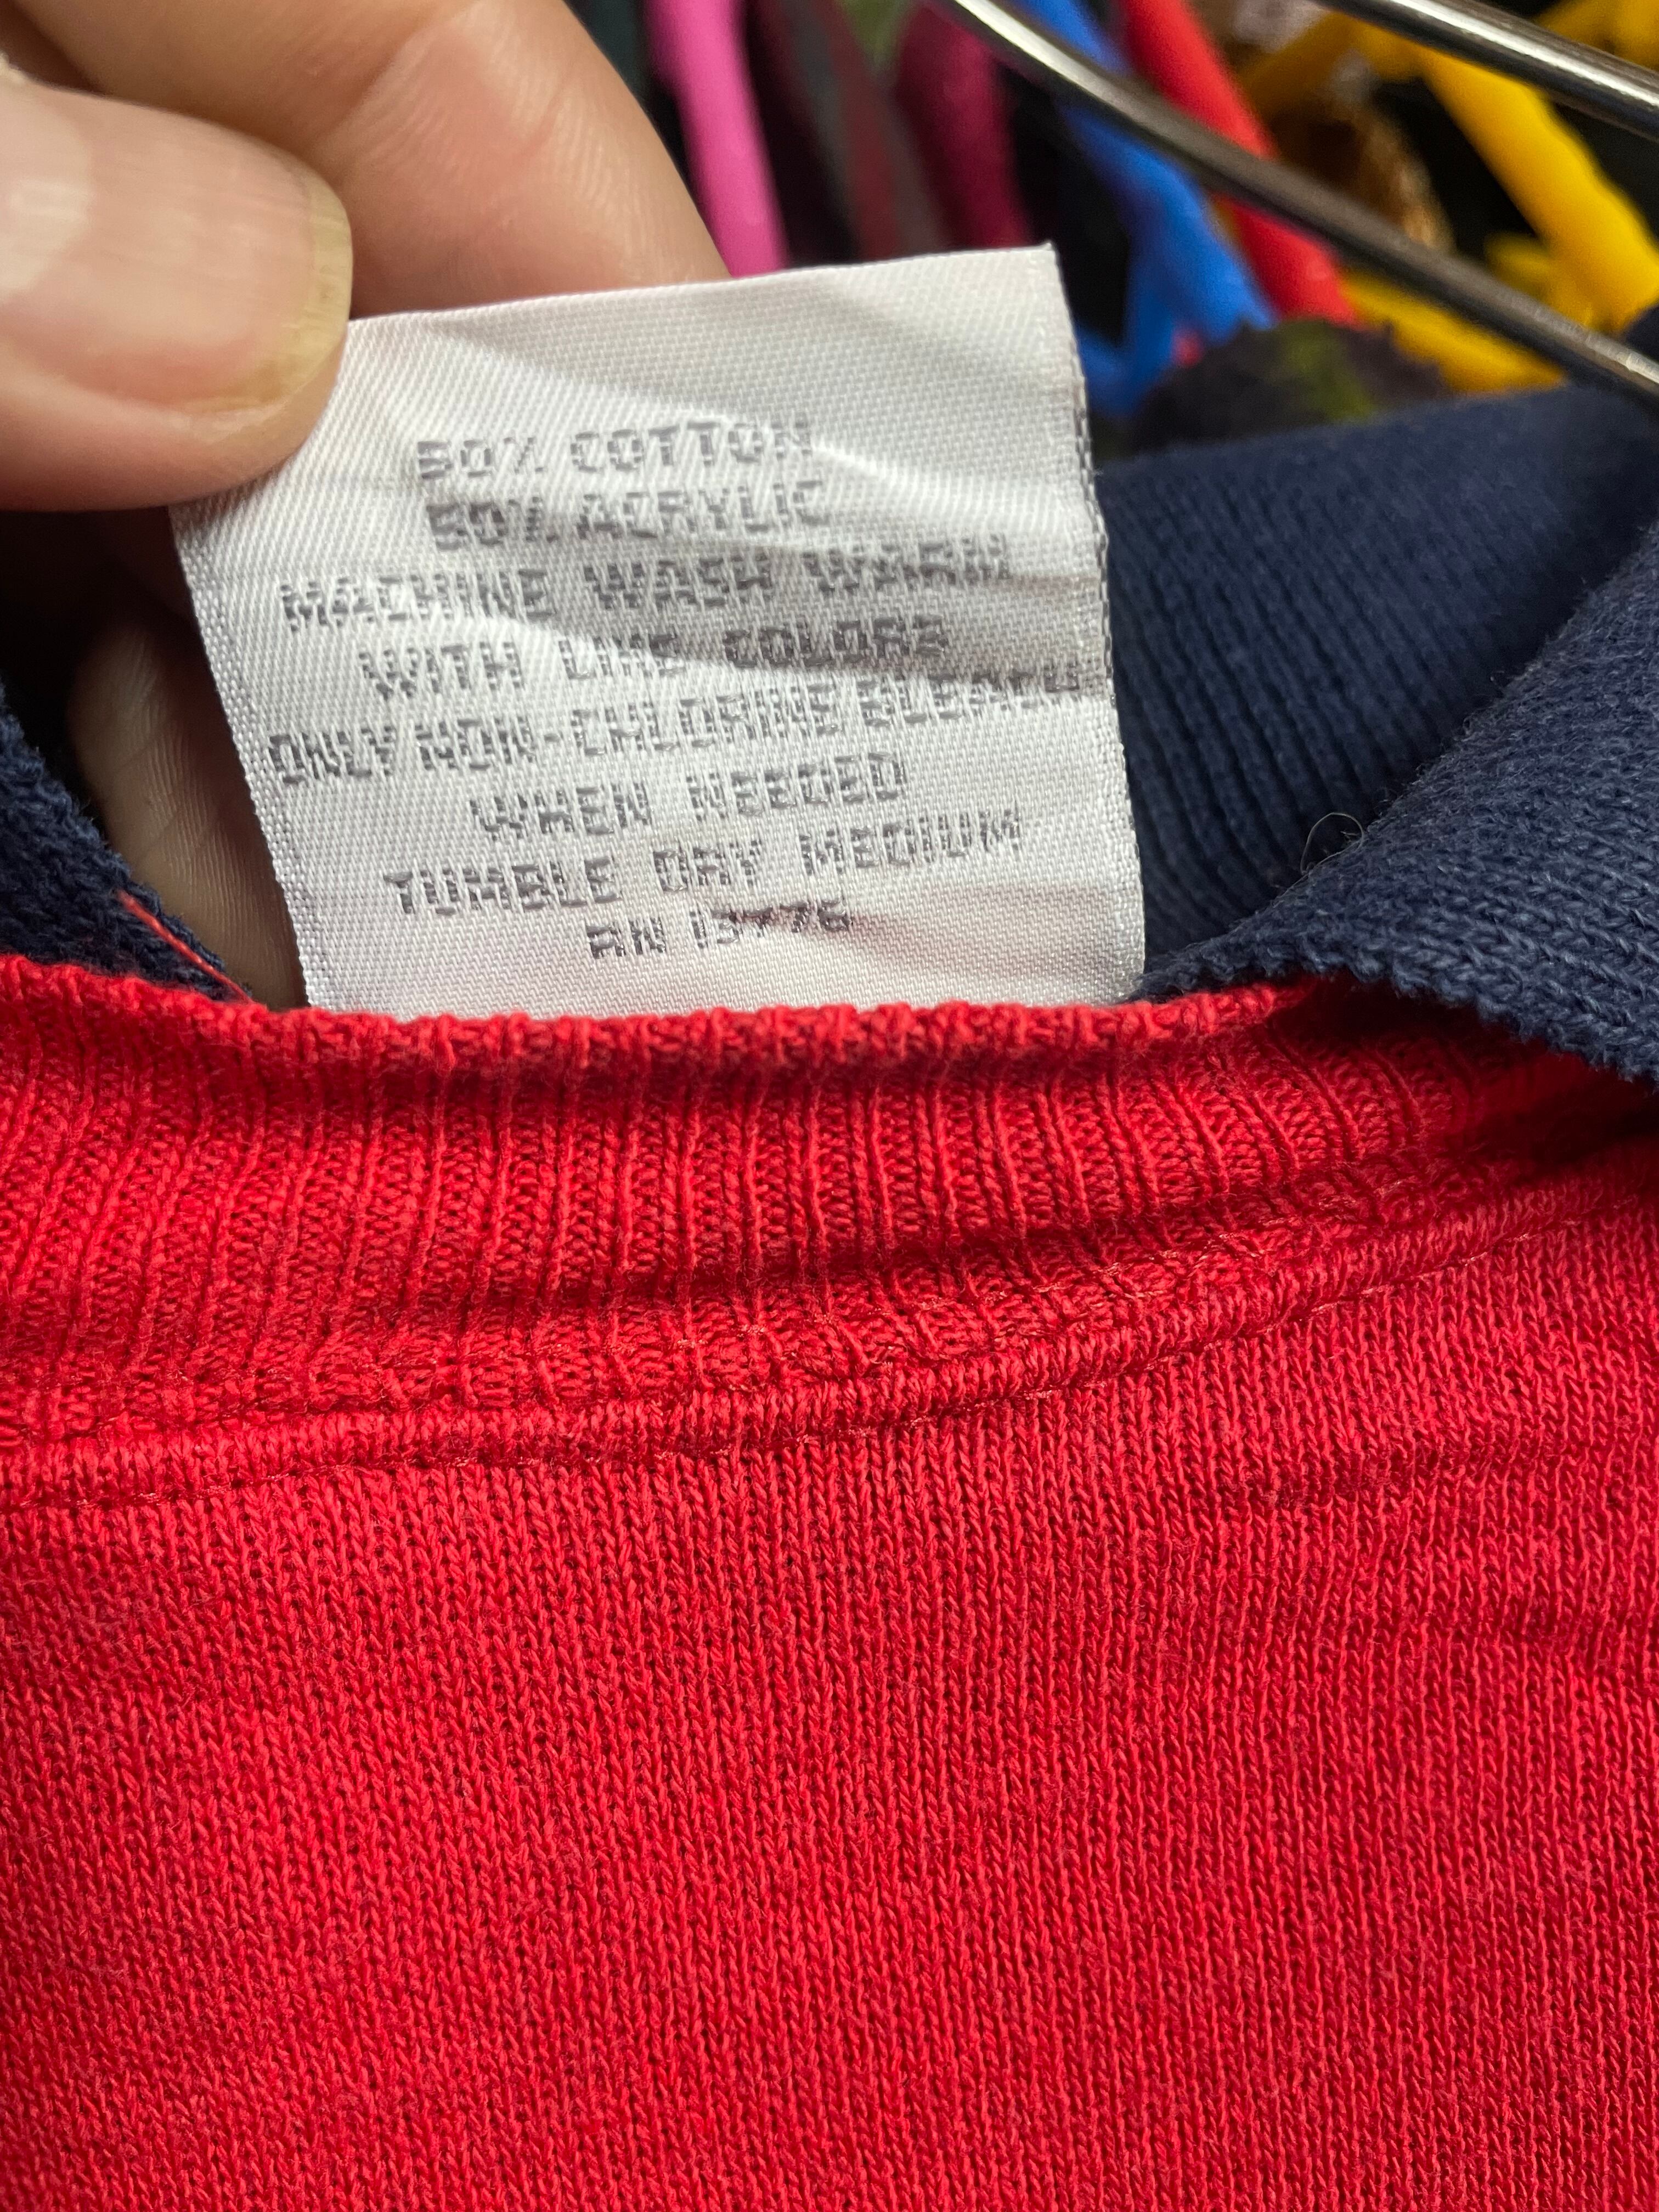 50% COTTON
50% ACRYLIC
MACHINE WASH WARM
WITH LIKE COLORS
ONLY NON-CHLORINE BLEACH
WHEN NEEDED
TUMBLE DRY MEDIUM
RN 13776